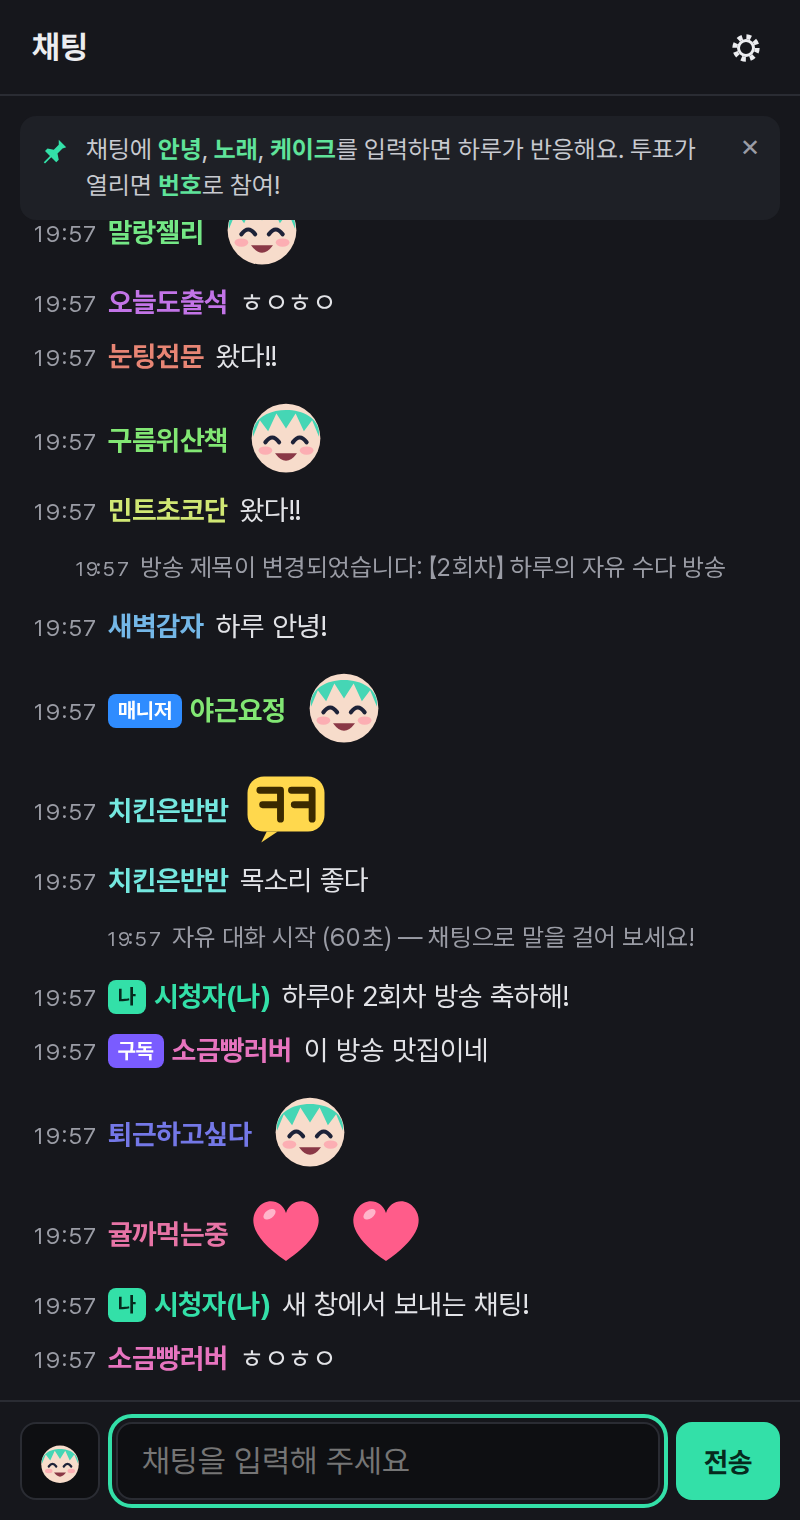 채팅
채팅에 안녕, 노래, 케이크를 입력하면 하루가 반응해요. 투표가
열리면 번호로 참여!
19:57 말랑젤리
19:57 오늘도출석 ㅎㅇㅎㅇ
19:57 눈팅전문 왔다!!
19:57 구름위산책
19:57 민트초코단 왔다!!
19:57 방송 제목이 변경되었습니다: 【2회차】 하루의 자유 수다 방송
19:57 새벽감자 하루 안녕!
19:57 매니저 야근요정
19:57 치킨은반반 ㅋㅋ
19:57 치킨은반반 목소리 좋다
19:57 자유 대화 시작 (60초) — 채팅으로 말을 걸어 보세요!
19:57 나 시청자(나) 하루야 2회차 방송 축하해!
19:57 구독 소금빵러버 이 방송 맛집이네
19:57 퇴근하고싶다
19:57 귤까먹는중
19:57 나 시청자(나) 새 창에서 보내는 채팅!
19:57 소금빵러버 ㅎㅇㅎㅇ
채팅을 입력해 주세요 전송